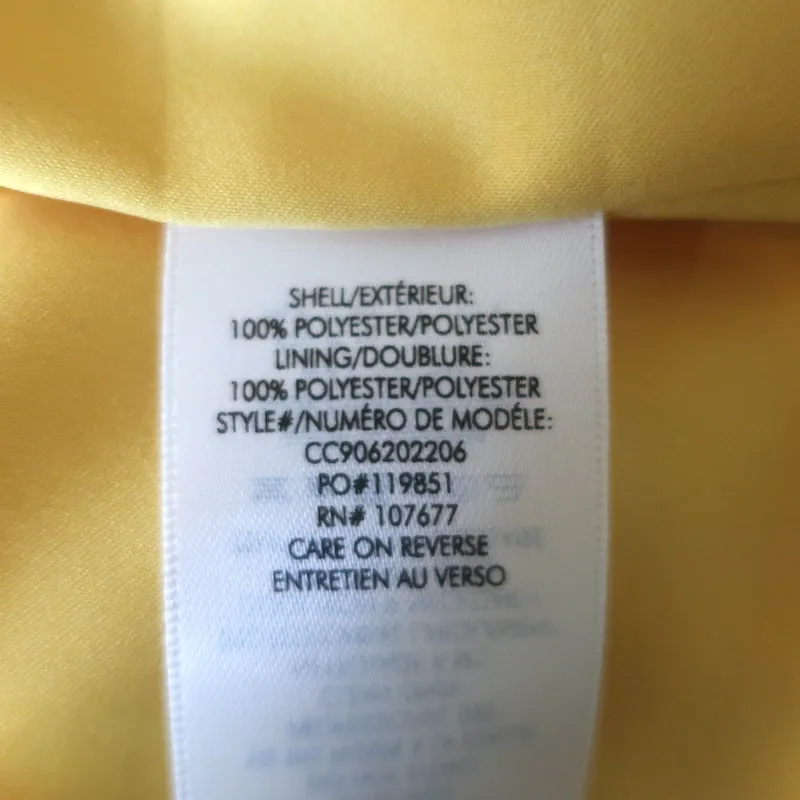 SHELL/EXTÉRIEUR:
100% POLYESTER/POLYESTER
LINING/DOUBLURE:
100% POLYESTER/POLYESTER
STYLE#/NUMÉRO DE MODÉLE:
CC906202206
PO#119851
RN# 107677
CARE ON REVERSE
ENTRETIEN AU VERSO